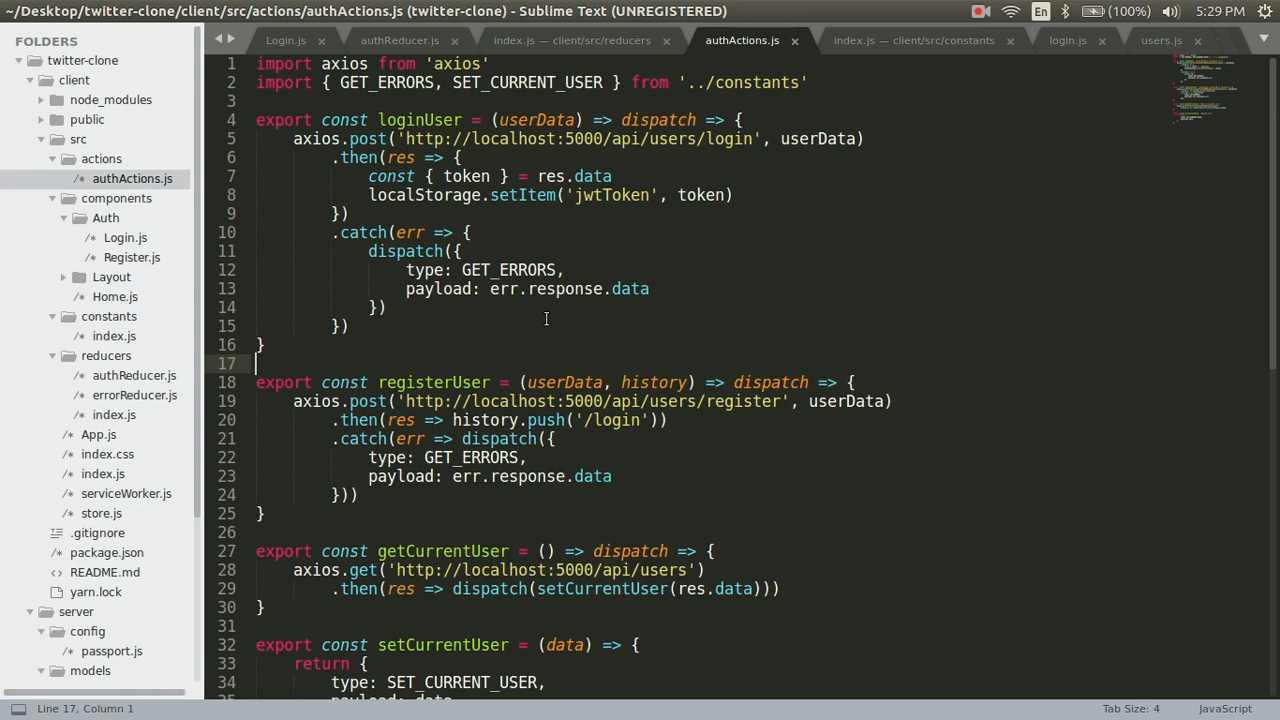 ~/Desktop/twitter-clone/client/src/actions/authActions.js (twitter-clone) - Sublime Text (UNREGISTERED)
En
(100%)
5:29 PM
FOLDERS
twitter-clone
client
node_modules
public
src
actions
authActions.js
components
Auth
Login.js
Register.js
Layout
Home.js
constants
index.js
reducers
authReducer.js
errorReducer.js
index.js
App.js
index.css
index.js
serviceWorker.js
store.js
.gitignore
package.json
README.md
yarn.lock
server
config
passport.js
models
Login.js
authReducer.js
index.js — client/src/reducers
authActions.js
index.js — client/src/constants
login.js
users.js
1 import axios from 'axios'
2 import { GET_ERRORS, SET_CURRENT_USER } from '../constants'
3
4 export const loginUser = (userData) => dispatch => {
5 axios.post('http://localhost:5000/api/users/login', userData)
6 .then(res => {
7 const { token } = res.data
8 localStorage.setItem('jwtToken', token)
9 })
10 .catch(err => {
11 dispatch({
12 type: GET_ERRORS,
13 payload: err.response.data
14 })
15 })
16 }
17
18 export const registerUser = (userData, history) => dispatch => {
19 axios.post('http://localhost:5000/api/users/register', userData)
20 .then(res => history.push('/login'))
21 .catch(err => dispatch({
22 type: GET_ERRORS,
23 payload: err.response.data
24 }))
25 }
26
27 export const getCurrentUser = () => dispatch => {
28 axios.get('http://localhost:5000/api/users')
29 .then(res => dispatch(setCurrentUser(res.data)))
30 }
31
32 export const setCurrentUser = (data) => {
33 return {
34 type: SET_CURRENT_USER,
Line 17, Column 1
Tab Size: 4
JavaScript